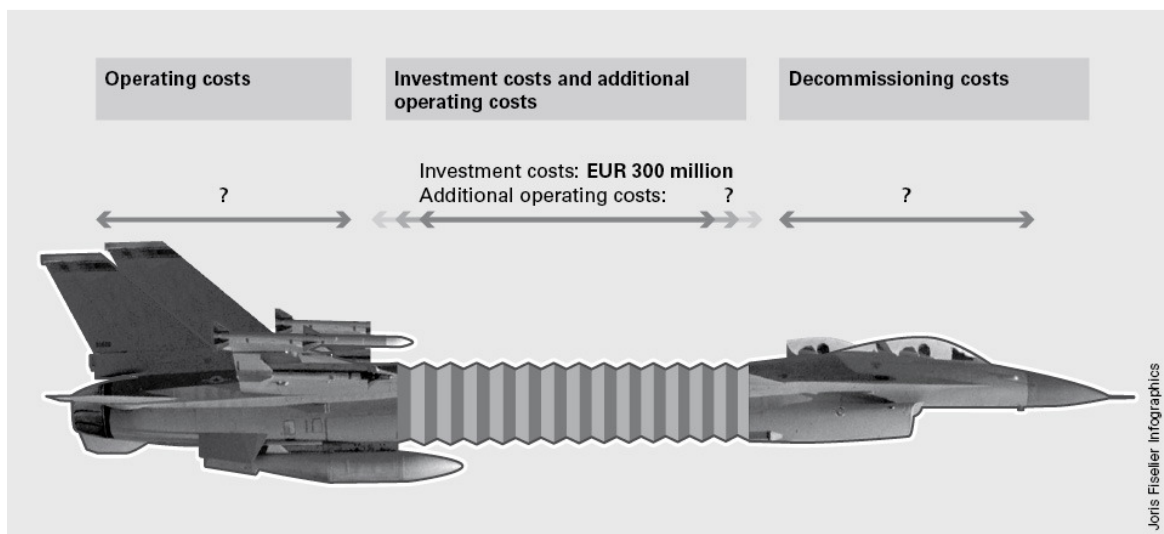 Operating costs
Investment costs and additional
operating costs
Decommissioning costs
?
Investment costs: EUR 300 million
Additional operating costs: ?
?
Joris Fiselier Infographics